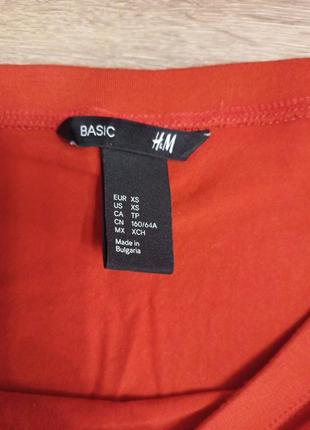 BASIC H&M
EUR XS
US XS
CA TP
CN 160/64A
MX XCH
Made in
Bulgaria